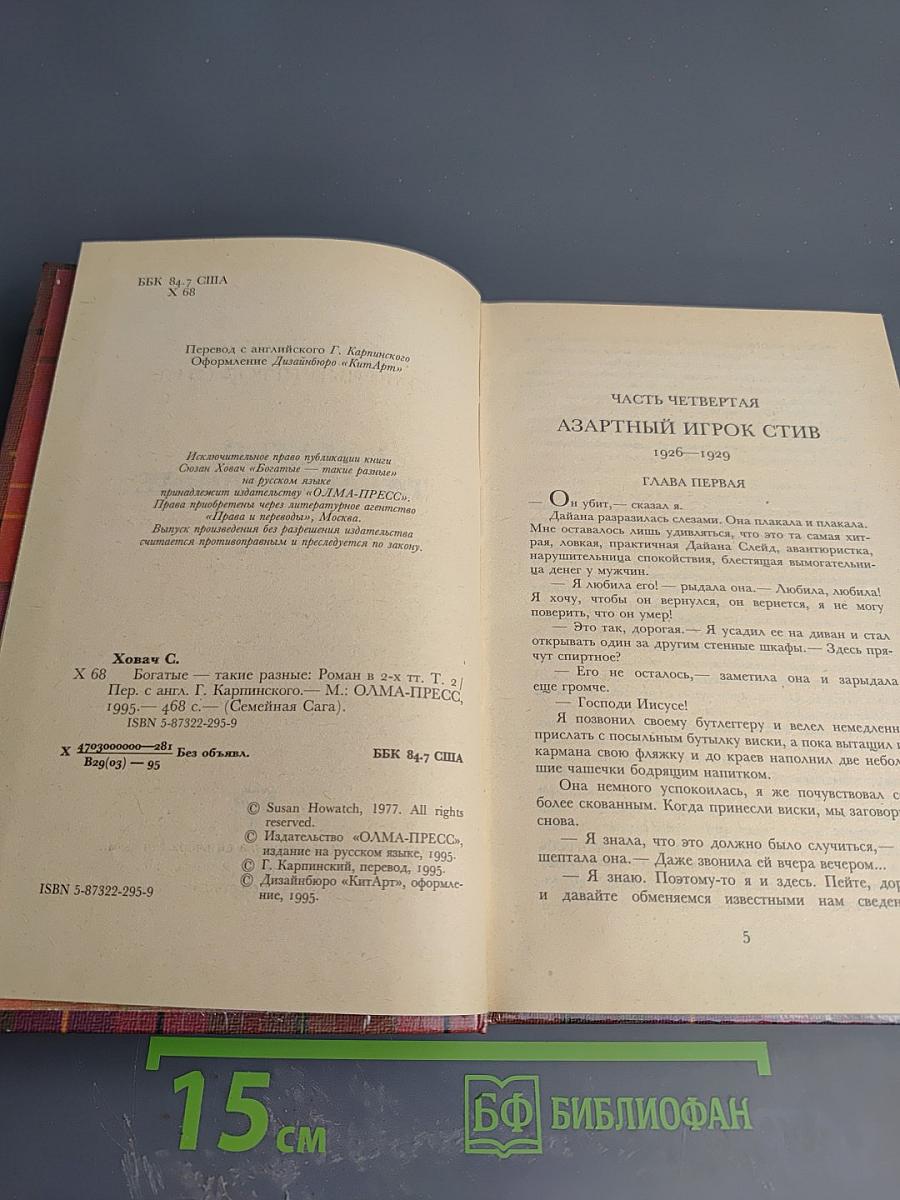 ББК 84.7 США
Х 68
Перевод с английского Г. Карпинского
Оформление Дизайнбюро «КитАрт»
Исключительное право публикации книги
Сюзан Ховач «Богатые — такие разные»
на русском языке
принадлежит издательству «ОЛМА-ПРЕСС».
Права приобретены через литературное агентство
«Права и переводы», Москва.
Выпуск произведения без разрешения издательства
считается противоправным и преследуется по закону.
Ховач С.
Х 68 Богатые — такие разные: Роман в 2-х тт. Т. 2/
Пер. с англ. Г. Карпинского.— М.: ОЛМА-ПРЕСС,
1995.— 468 с.— (Семейная Сага).
ISBN 5-87322-295-9
Х 4703000000—281 Без объявл. ББК 84.7 США
В29(03) — 95
© Susan Howatch, 1977. All rights
reserved.
© Издательство «ОЛМА-ПРЕСС»,
издание на русском языке, 1995.
© Г. Карпинский, перевод, 1995.
© Дизайнбюро «КитАрт», оформле-
ние, 1995.
ISBN 5-87322-295-9
ЧАСТЬ ЧЕТВЕРТАЯ
АЗАРТНЫЙ ИГРОК СТИВ
1926—1929
ГЛАВА ПЕРВАЯ
— Он убит,— сказал я.
Дайана разразилась слезами. Она плакала и плакала.
Мне оставалось лишь удивляться, что это та самая хит-
рая, ловкая, практичная Дайана Слейд, авантюристка,
нарушительница спокойствия, блестящая вымогательни-
ца денег у мужчин.
— Я любила его! — рыдала она.— Любила, любила!
Я хочу, чтобы он вернулся, он вернется, я не могу
поверить, что он умер!
— Это так, дорогая.— Я усадил ее на диван и стал
открывать один за другим стенные шкафы.— Здесь пря-
чут спиртное?
— Его не осталось,— заметила она и зарыдала
еще громче.
— Господи Иисусе!
Я позвонил своему бутлеггеру и велел немедленн
прислать с посыльным бутылку виски, а пока вытащил и
кармана свою фляжку и до краев наполнил две небол
шие чашечки бодрящим напитком.
Она немного успокоилась, я же почувствовал се
более скованным. Когда принесли виски, мы заговор
снова.
— Я знала, что это должно было случиться,—
шептала она.— Даже звонила ей вчера вечером...
— Я знаю. Поэтому-то я и здесь. Пейте, дор
и давайте обменяемся известными нам сведен
5
15 см
БФ БИБЛИОФАН